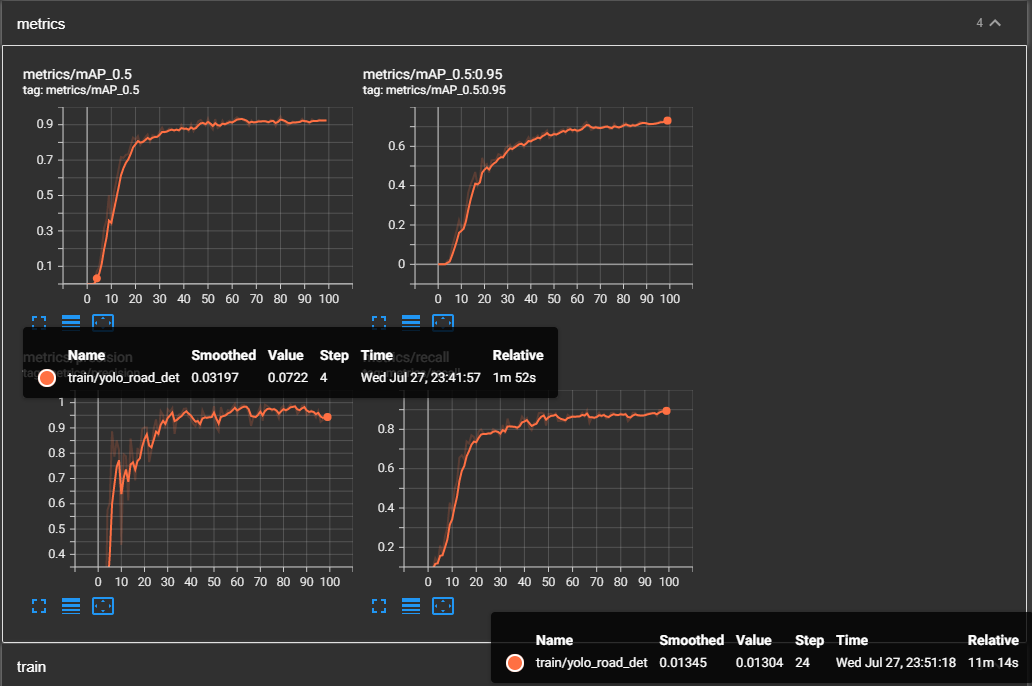 metrics 4
metrics/mAP_0.5
tag: metrics/mAP_0.5
0.9
0.7
0.5
0.3
0.1
0 10 20 30 40 50 60 70 80 90 100
metrics/mAP_0.5:0.95
tag: metrics/mAP_0.5:0.95
0.6
0.4
0.2
0
0 10 20 30 40 50 60 70 80 90 100
metrics/precision
tag: metrics/precision
Name Smoothed Value Step Time Relative
train/yolo_road_det 0.03197 0.0722 4 Wed Jul 27, 23:41:57 1m 52s
1
0.9
0.8
0.7
0.6
0.5
0.4
0 10 20 30 40 50 60 70 80 90 100
metrics/recall
0.8
0.6
0.4
0.2
0 10 20 30 40 50 60 70 80 90 100
Name Smoothed Value Step Time Relative
train/yolo_road_det 0.01345 0.01304 24 Wed Jul 27, 23:51:18 11m 14s
train